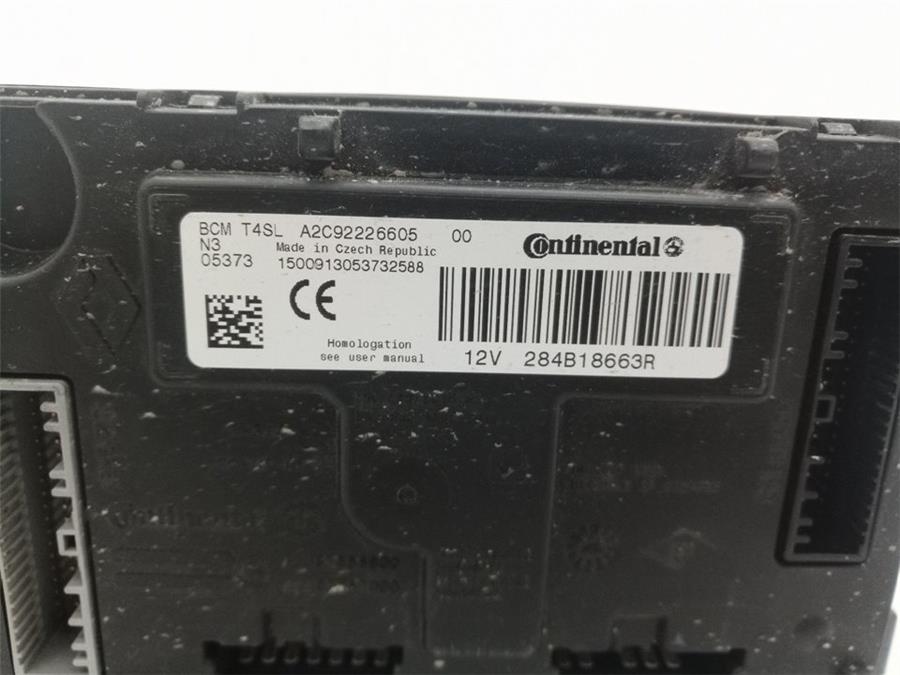 BCM T4SL A2C92226605 00
Continental
N3 Made in Czech Republic
05373 1500913053732588
CE
Homologation
see user manual
12V 284B18663R